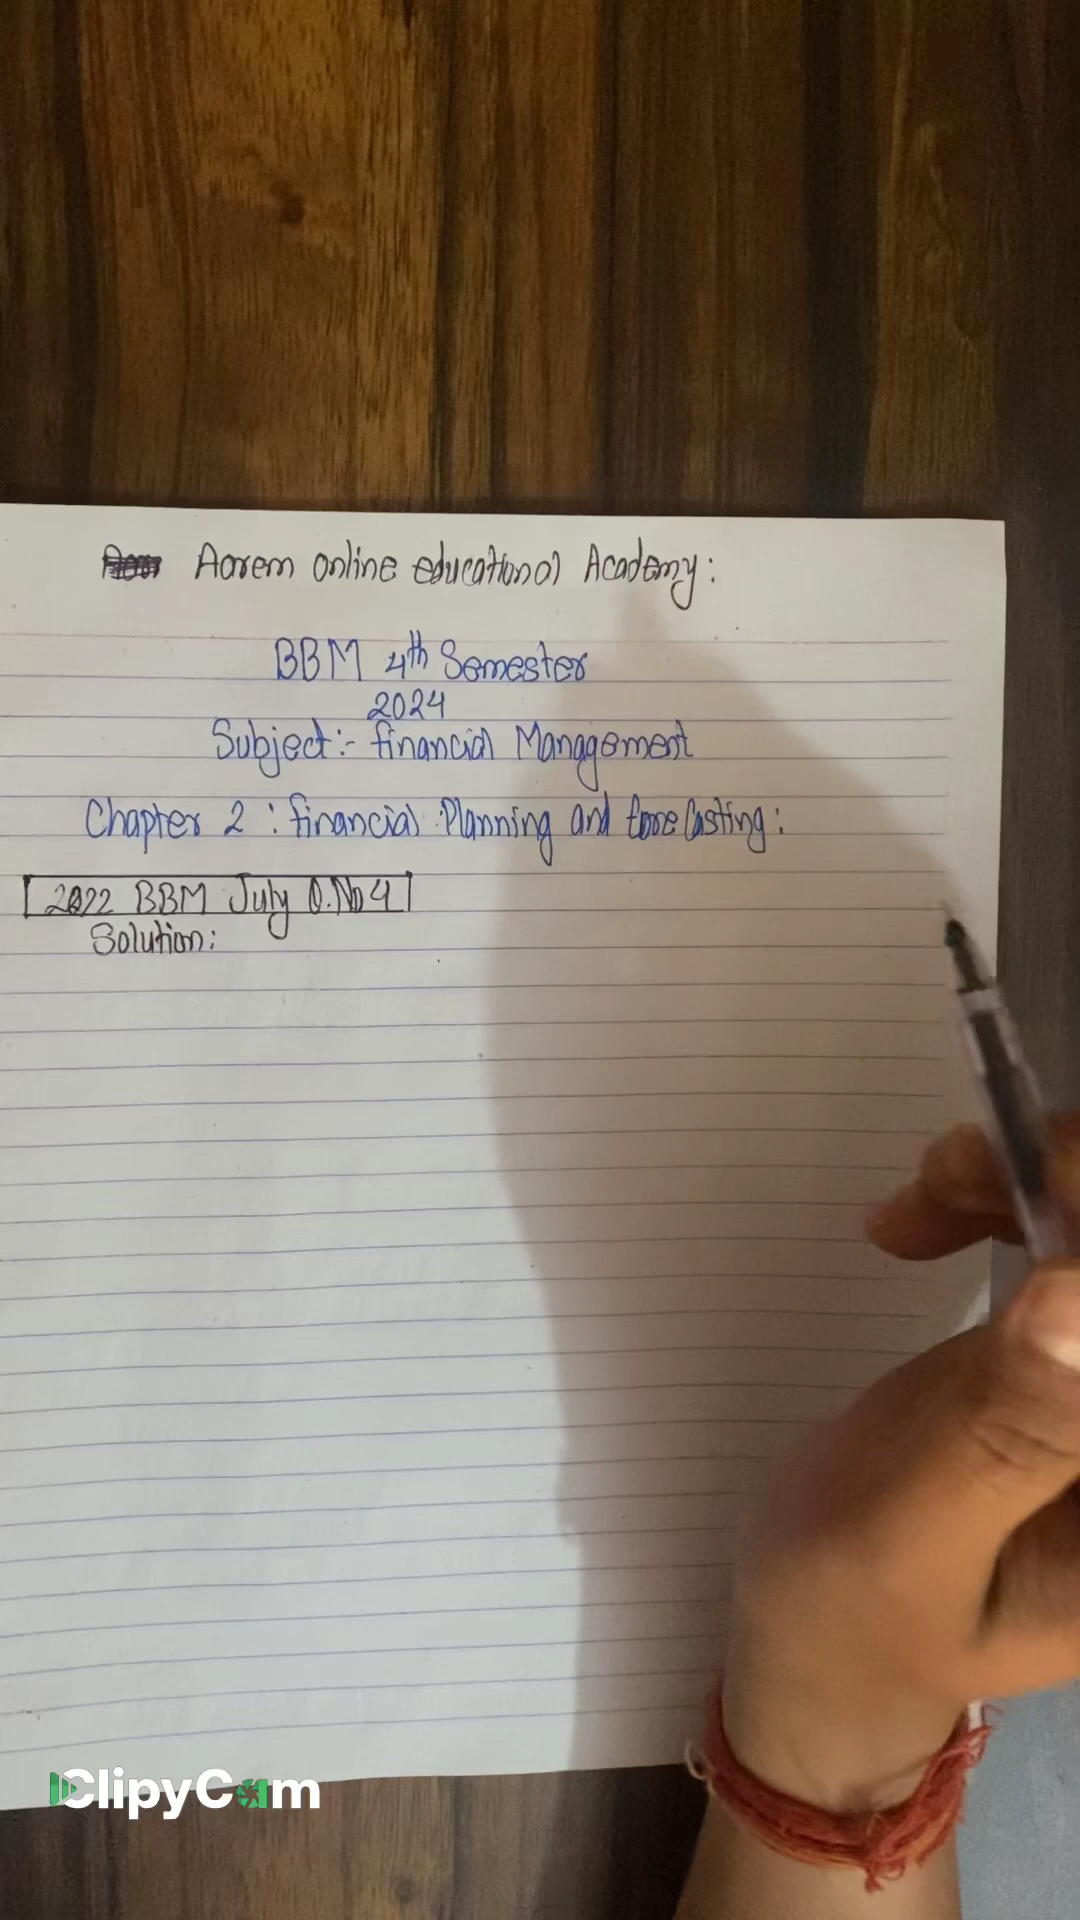 Aarem online educational Academy:
BBM 4th Semester
2024
Subject:- financial Management
Chapter 2 : financial Planning and forecasting:
2022 BBM July Q.No 4
Solution:
ClipyCam